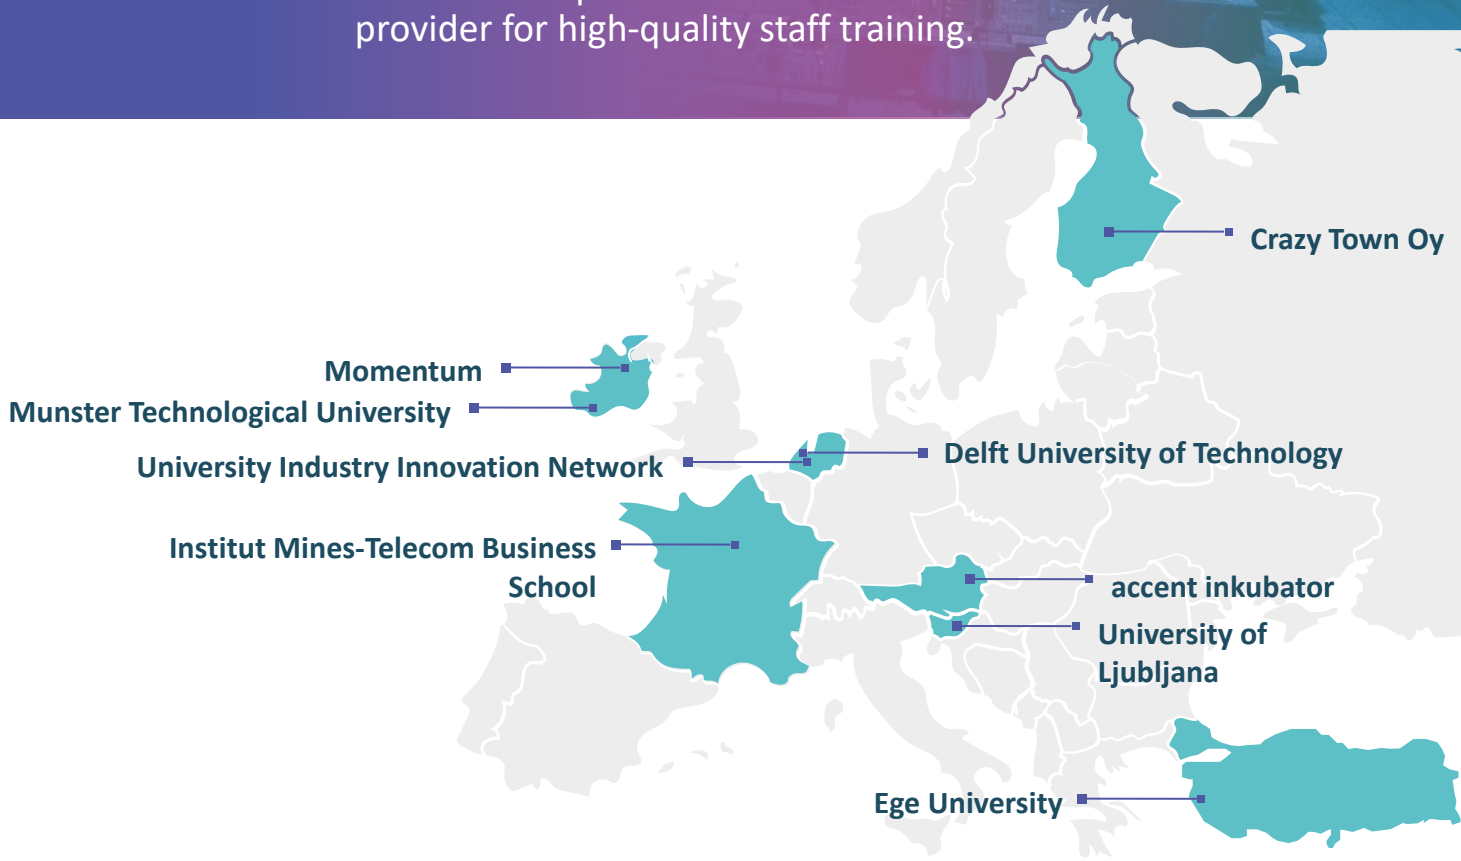 provider for high-quality staff training.
Crazy Town Oy
Momentum
Munster Technological University
University Industry Innovation Network
Delft University of Technology
Institut Mines-Telecom Business
School
accent inkubator
University of
Ljubljana
Ege University